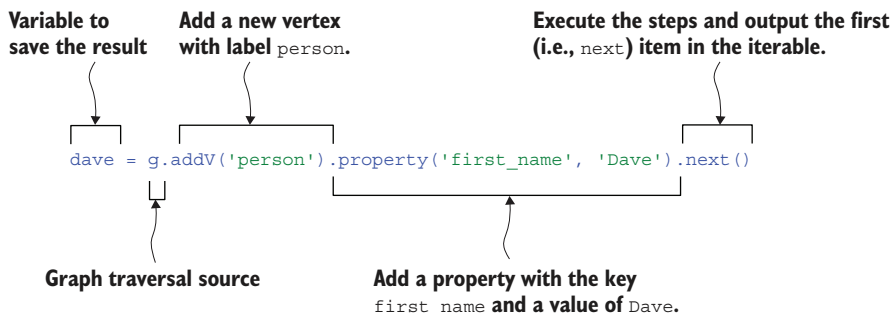 Variable to
save the result
Add a new vertex
with label person.
Execute the steps and output the first
(i.e., next) item in the iterable.
dave = g.addV('person').property('first_name', 'Dave').next()
Graph traversal source
Add a property with the key
first name and a value of Dave.